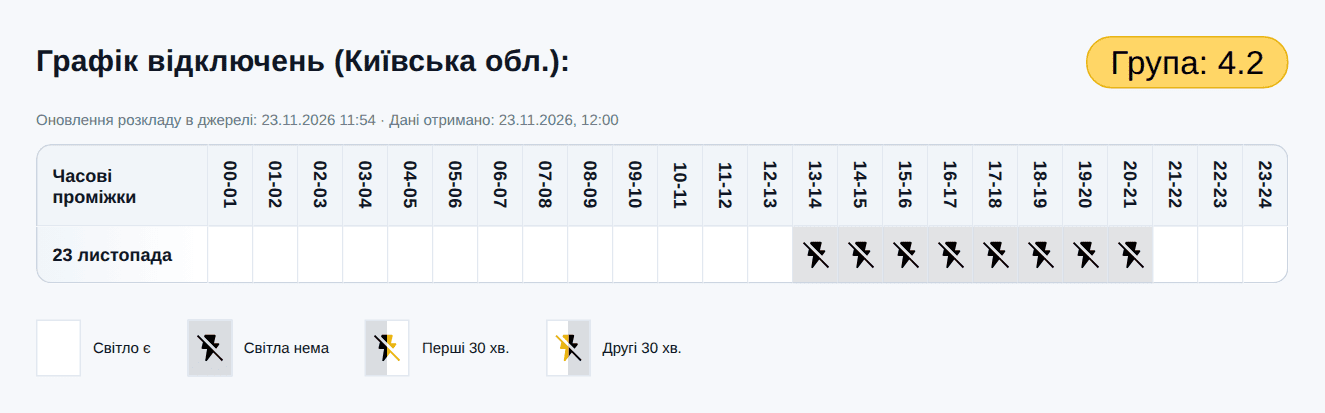 Графік відключень (Київська обл.):
Група: 4.2
Оновлення розкладу в джерелі: 23.11.2026 11:54 · Дані отримано: 23.11.2026, 12:00
Часові
проміжки
00-01
01-02
02-03
03-04
04-05
05-06
06-07
07-08
08-09
09-10
10-11
11-12
12-13
13-14
14-15
15-16
16-17
17-18
18-19
19-20
20-21
21-22
22-23
23-24
23 листопада
Світло є
Світла нема
Перші 30 хв.
Другі 30 хв.